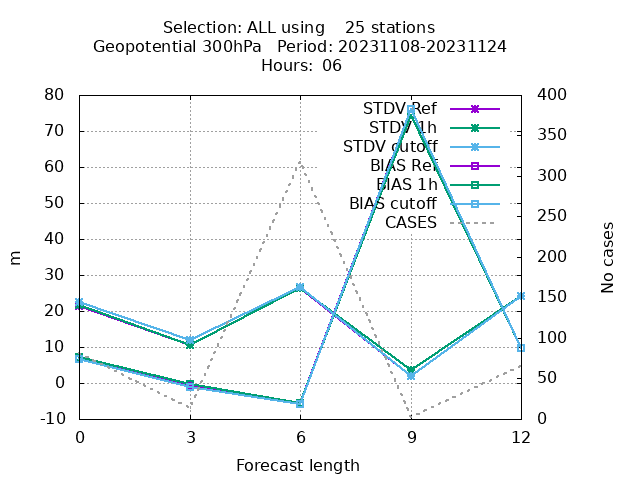 Selection: ALL using    25 stations
Geopotential 300hPa   Period: 20231108-20231124
Hours:  06
80
70
60
50
40
30
20
10
0
-10
400
350
300
250
200
150
100
50
0
STDV Ref
STDV 1h
STDV cutoff
BIAS Ref
BIAS 1h
BIAS cutoff
CASES
m
No cases
0 3 6 9 12
Forecast length